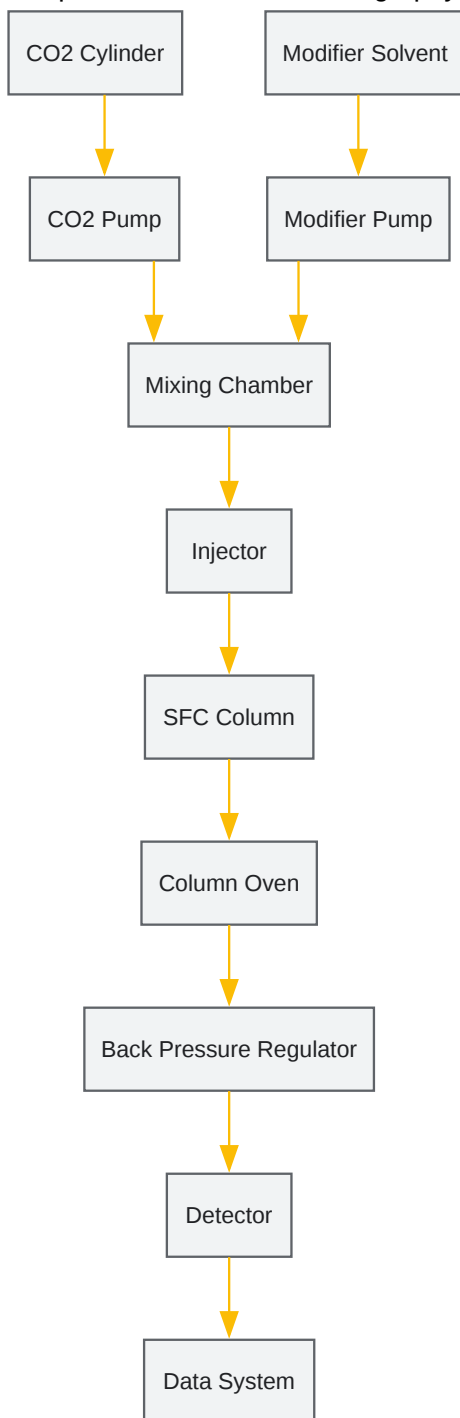 CO2 Cylinder
Modifier Solvent
CO2 Pump
Modifier Pump
Mixing Chamber
Injector
SFC Column
Column Oven
Back Pressure Regulator
Detector
Data System